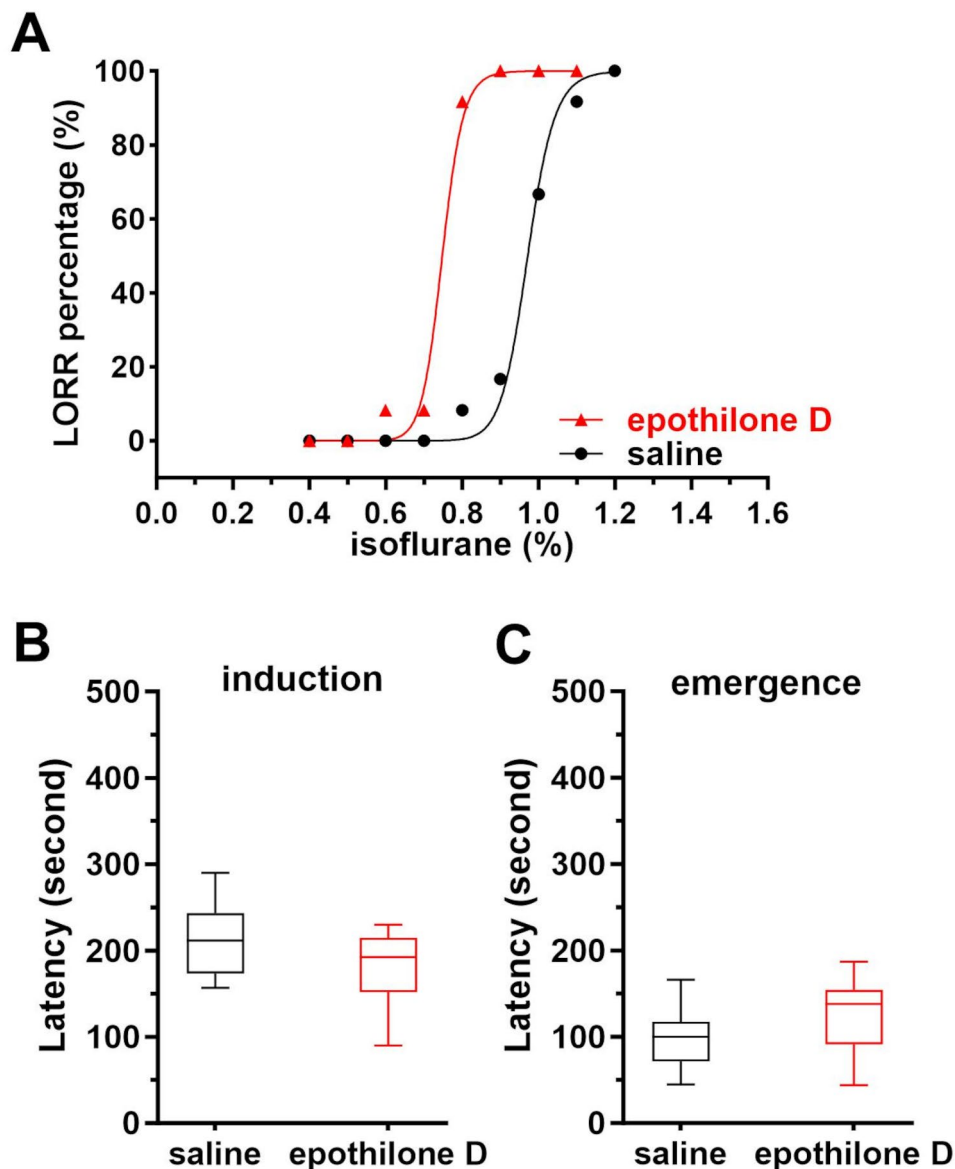 A
LORR percentage (%)
100
80
60
40
20
0
epothilone D
saline
0.0 0.2 0.4 0.6 0.8 1.0 1.2 1.4 1.6
isoflurane (%)
B
induction
Latency (second)
500
400
300
200
100
0
saline epothilone D
C
emergence
Latency (second)
500
400
300
200
100
0
saline epothilone D